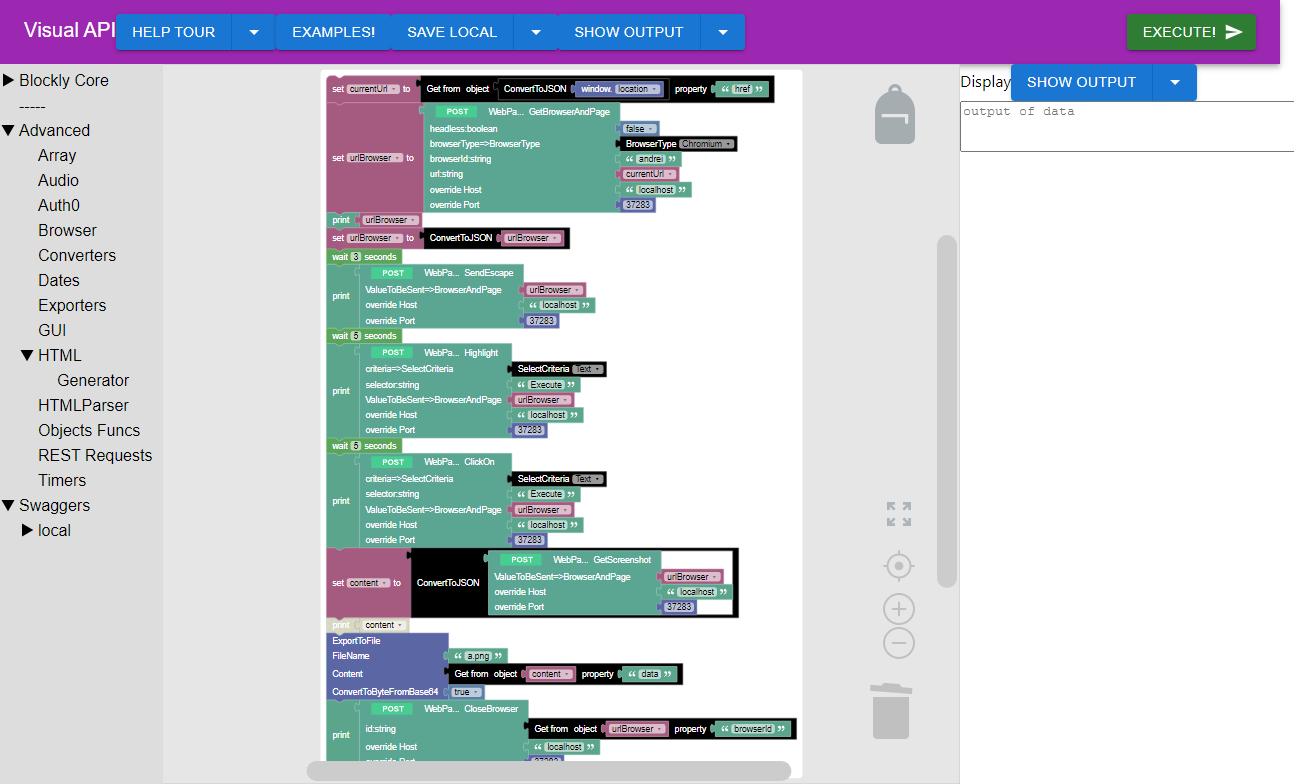 Visual API
HELP TOUR
EXAMPLES!
SAVE LOCAL
SHOW OUTPUT
EXECUTE!
Blockly Core
-----
Advanced
Array
Audio
Auth0
Browser
Converters
Dates
Exporters
GUI
HTML
Generator
HTMLParser
Objects Funcs
REST Requests
Timers
Swaggers
local
set currentUrl to Get from object ConvertToJSON window. location property “ href ”
POST WebPa... GetBrowserAndPage
headless:boolean false
browserType=>BrowserType BrowserType Chromium
browserId:string “ andrei ”
set urlBrowser to
url:string currentUrl
override Host “ localhost ”
override Port 37283
print urlBrowser
set urlBrowser to ConvertToJSON urlBrowser
wait 3 seconds
POST WebPa... SendEscape
ValueToBeSent=>BrowserAndPage urlBrowser
print
override Host “ localhost ”
override Port 37283
wait 5 seconds
POST WebPa... Highlight
criteria=>SelectCriteria SelectCriteria Text
selector:string “ Execute ”
print
ValueToBeSent=>BrowserAndPage urlBrowser
override Host “ localhost ”
override Port 37283
wait 5 seconds
POST WebPa... ClickOn
criteria=>SelectCriteria SelectCriteria Text
selector:string “ Execute ”
print
ValueToBeSent=>BrowserAndPage urlBrowser
override Host “ localhost ”
override Port 37283
POST WebPa... GetScreenshot
ValueToBeSent=>BrowserAndPage urlBrowser
set content to ConvertToJSON
override Host “ localhost ”
override Port 37283
print content
ExportToFile
FileName “ a.png ”
Content Get from object content property “ data ”
ConvertToByteFromBase64 true
POST WebPa... CloseBrowser
id:string Get from object urlBrowser property “ browserId ”
print
override Host “ localhost ”
override Port 37283
Display SHOW OUTPUT
output of data